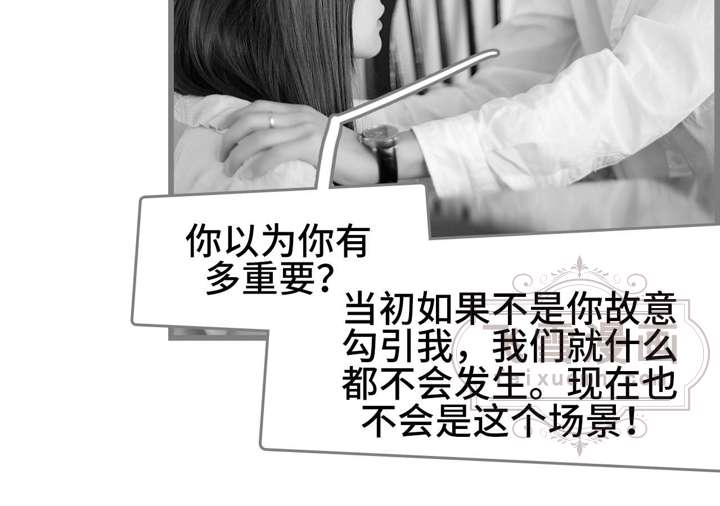 你以为你有
多重要？
当初如果不是你故意
勾引我，我们就什么
都不会发生。现在也
不会是这个场景！